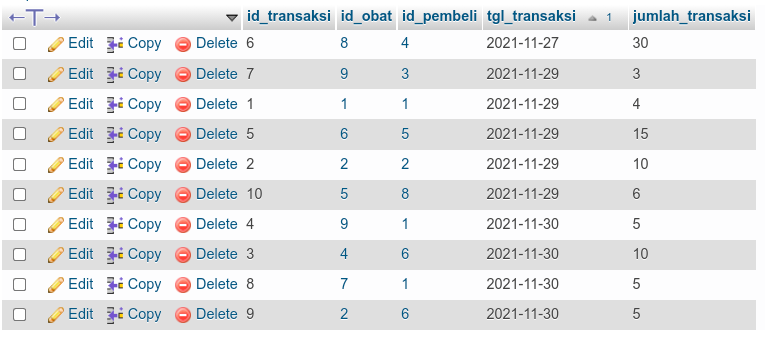 id_transaksi id_obat id_pembeli tgl_transaksi 1 jumlah_transaksi
Edit Copy Delete 6 8 4 2021-11-27 30
Edit Copy Delete 7 9 3 2021-11-29 3
Edit Copy Delete 1 1 1 2021-11-29 4
Edit Copy Delete 5 6 5 2021-11-29 15
Edit Copy Delete 2 2 2 2021-11-29 10
Edit Copy Delete 10 5 8 2021-11-29 6
Edit Copy Delete 4 9 1 2021-11-30 5
Edit Copy Delete 3 4 6 2021-11-30 10
Edit Copy Delete 8 7 1 2021-11-30 5
Edit Copy Delete 9 2 6 2021-11-30 5